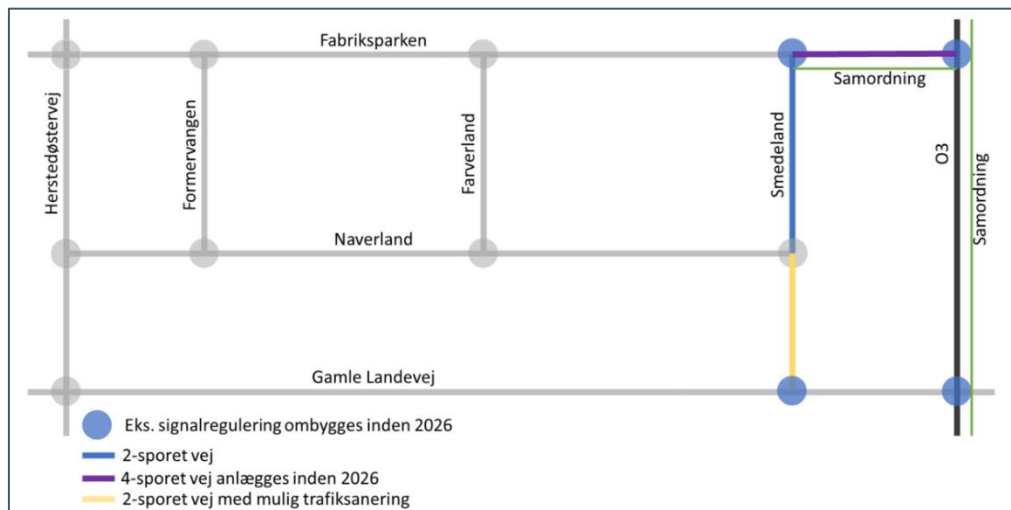 Fabriksparken
Samordning
Herstedøstervej
Formervangen
Farverland
Smedeland
O3
Samordning
Naverland
Gamle Landevej
Eks. signalregulering ombygges inden 2026
2-sporet vej
4-sporet vej anlægges inden 2026
2-sporet vej med mulig trafiksanering